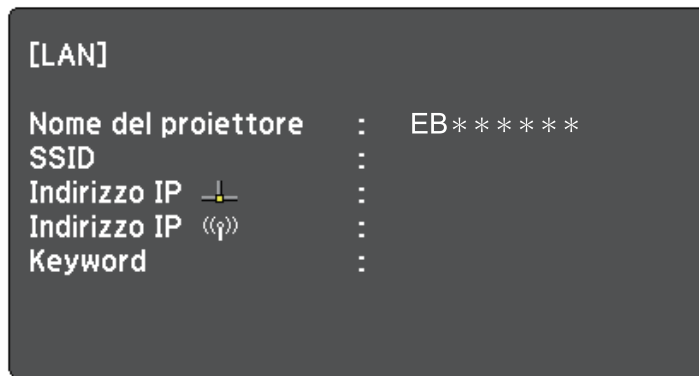 [LAN]
Nome del proiettore : EB******
SSID :
Indirizzo IP :
Indirizzo IP :
Keyword :